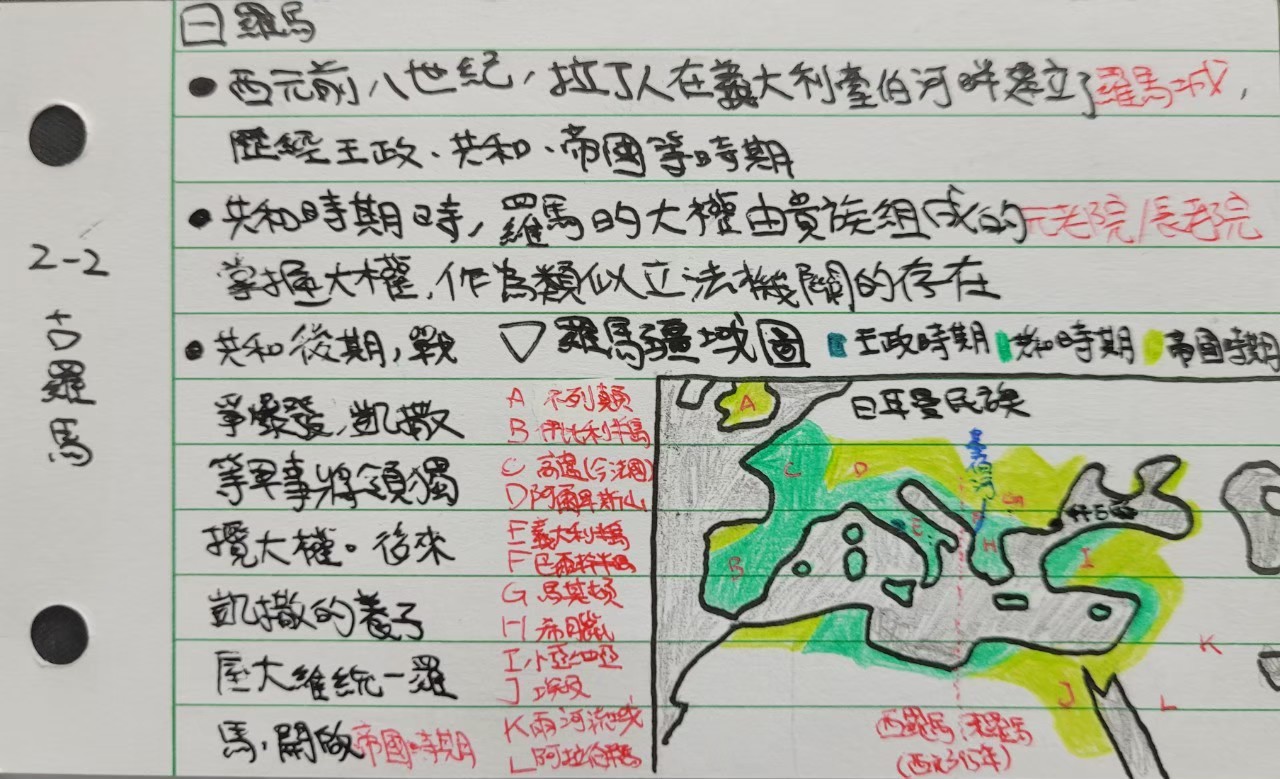 2-2 古羅馬
㊀羅馬
●西元前八世紀，拉丁人在義大利臺伯河畔建立了羅馬城，
歷經王政、共和、帝國等時期
●共和時期時，羅馬的大權由貴族組成的元老院/長老院
掌握大權，作為類似立法機關的存在
●共和後期，戰
爭爆發，凱撒
等軍事將領獨
攬大權。後來
凱撒的養子
屋大維統一羅
馬，開啟帝國時期
▽羅馬疆域圖 王政時期 共和時期 帝國時期
A 不列顛
B 伊比利半島
C 高盧(今法國)
D 阿爾卑斯山
E 義大利半島
F 巴爾幹半島
G 馬其頓
H 希臘
I 小亞細亞
J 埃及
K 兩河流域
L 阿拉伯半島
日耳曼民族
A
C
D
G
E
H
B
I
K
J
L
西羅馬 東羅馬
(西元395年)